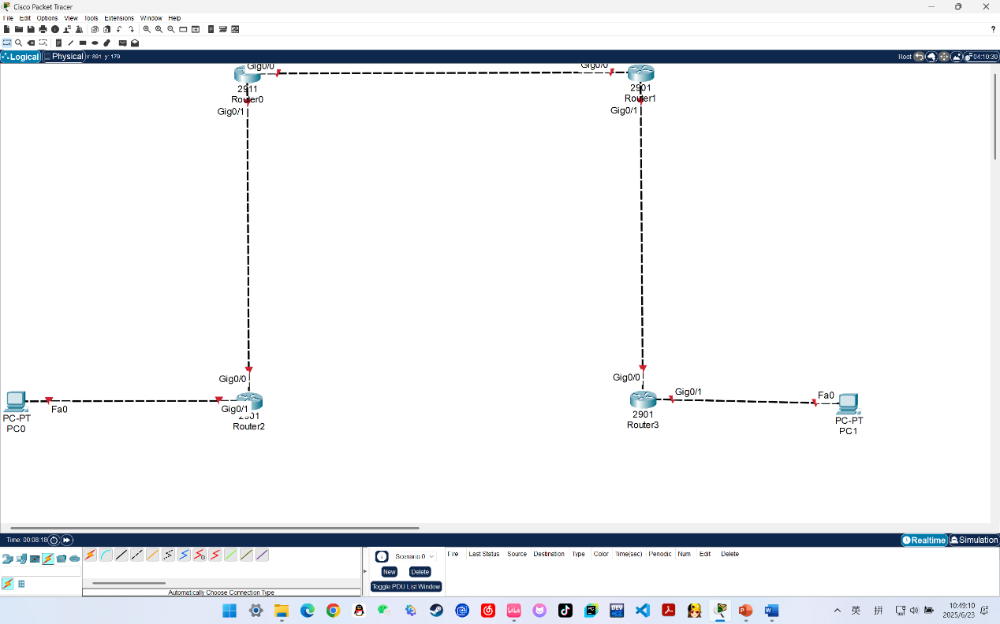 Cisco Packet Tracer
File Edit Options View Tools Extensions Window Help
?
Logical Physical x: 891, y: 179 Root 04:10:30
Gig0/0 Gig0/0
2911 2901
Router0 Router1
Gig0/1 Gig0/1
Gig0/0 Gig0/0
Gig0/1 Fa0
Fa0 Gig0/1
PC-PT 2901 2901 PC-PT
PC0 Router2 Router3 PC1
Time: 00:08:18 Realtime Simulation
Scenario 0 Fire Last Status Source Destination Type Color Time(sec) Periodic Num Edit Delete
New Delete
Toggle PDU List Window
Automatically Choose Connection Type
英 拼 10:49:10
2025/6/23